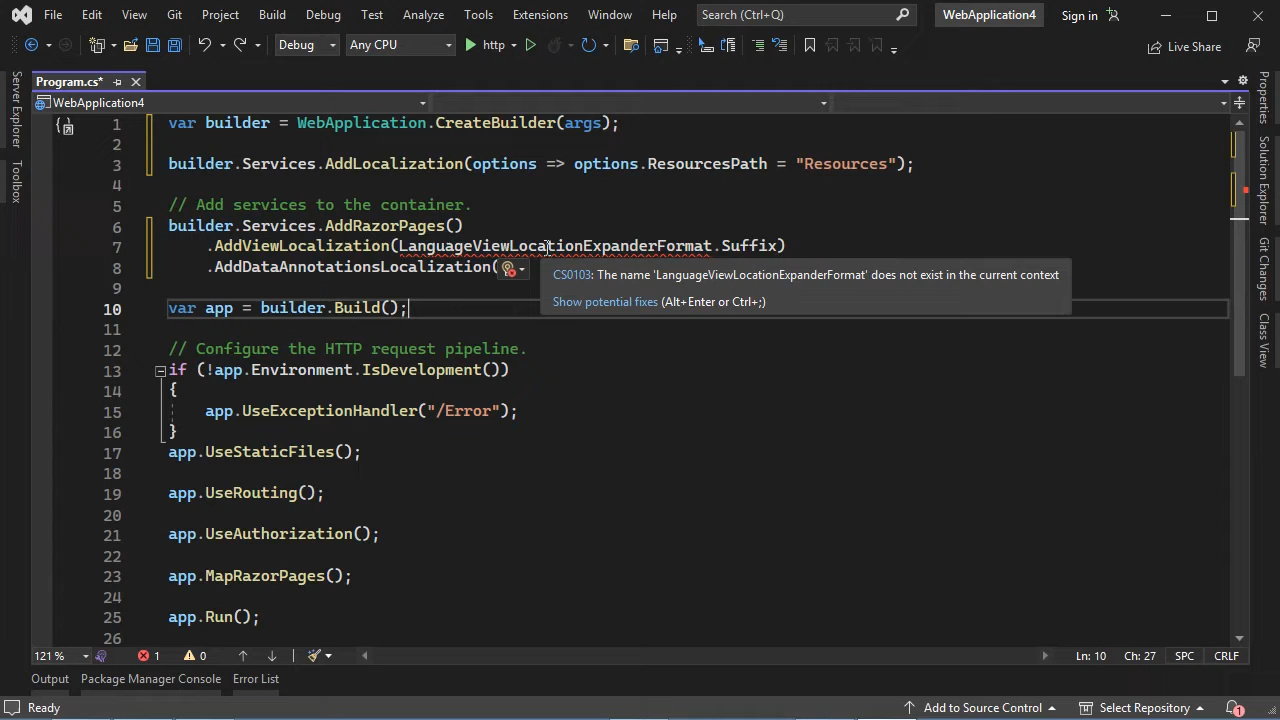 File Edit View Git Project Build Debug Test Analyze Tools Extensions Window Help Search (Ctrl+Q) WebApplication4 Sign in
Debug Any CPU http Live Share
Program.cs*
WebApplication4
Server Explorer
Toolbox
Properties
Solution Explorer
Git Changes
Class View
1 var builder = WebApplication.CreateBuilder(args);
2
3 builder.Services.AddLocalization(options => options.ResourcesPath = "Resources");
4
5 // Add services to the container.
6 builder.Services.AddRazorPages()
7 .AddViewLocalization(LanguageViewLocationExpanderFormat.Suffix)
8 .AddDataAnnotationsLocalization(
CS0103: The name 'LanguageViewLocationExpanderFormat' does not exist in the current context
Show potential fixes (Alt+Enter or Ctrl+;)
9
10 var app = builder.Build();
11
12 // Configure the HTTP request pipeline.
13 if (!app.Environment.IsDevelopment())
14 {
15 app.UseExceptionHandler("/Error");
16 }
17 app.UseStaticFiles();
18
19 app.UseRouting();
20
21 app.UseAuthorization();
22
23 app.MapRazorPages();
24
25 app.Run();
26
121 % 1 0 Ln: 10 Ch: 27 SPC CRLF
Output Package Manager Console Error List
Ready Add to Source Control Select Repository 1